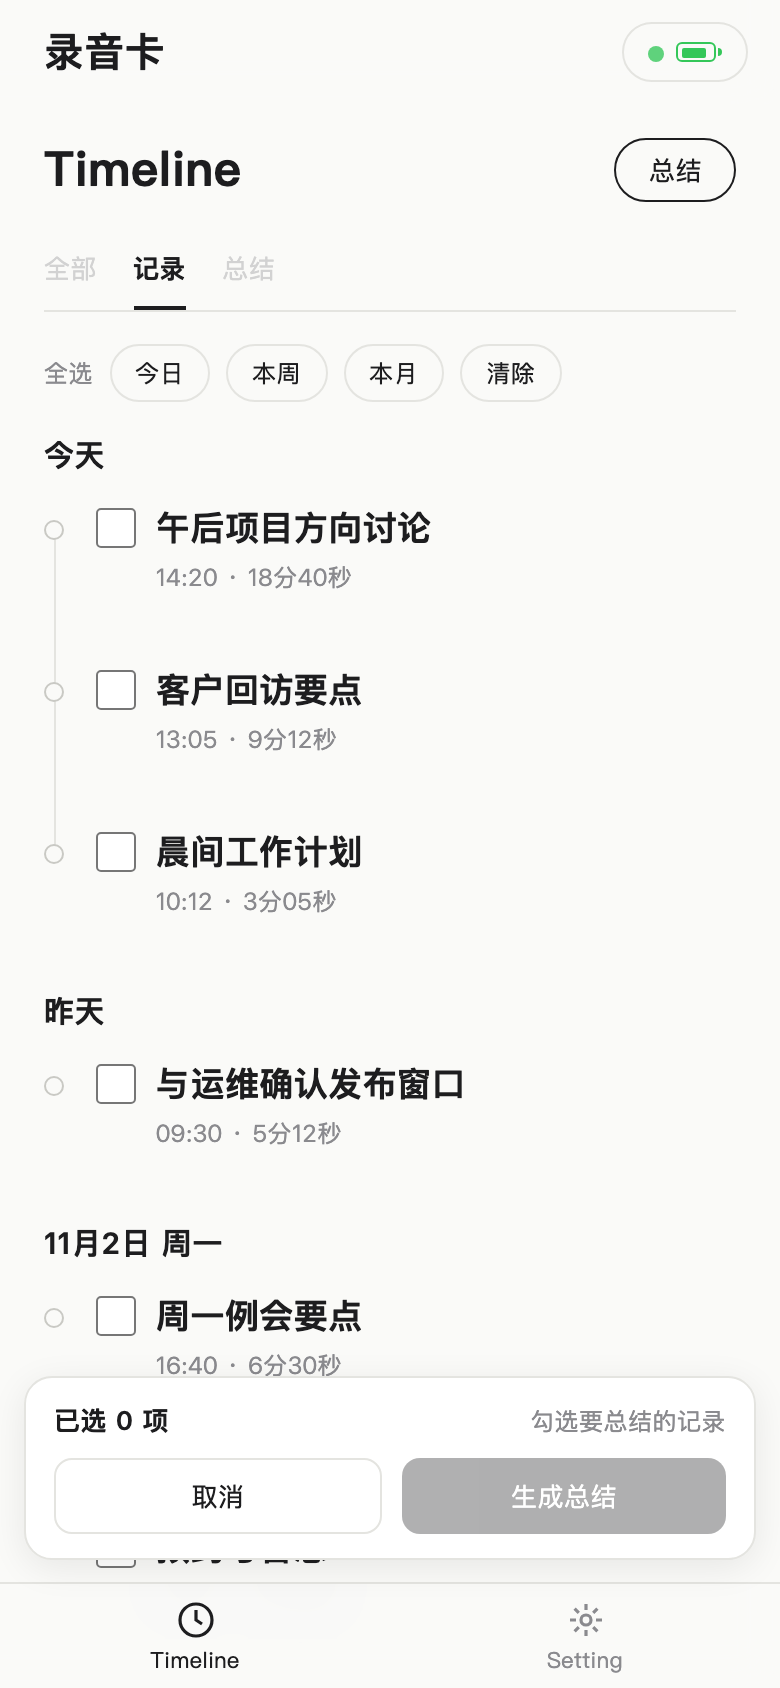 录音卡
Timeline
总结
全部 记录 总结
全选 今日 本周 本月 清除
今天
午后项目方向讨论
14:20 · 18分40秒
客户回访要点
13:05 · 9分12秒
晨间工作计划
10:12 · 3分05秒
昨天
与运维确认发布窗口
09:30 · 5分12秒
11月2日 周一
周一例会要点
16:40 · 6分30秒
已选 0 项 勾选要总结的记录
取消 生成总结
Timeline Setting